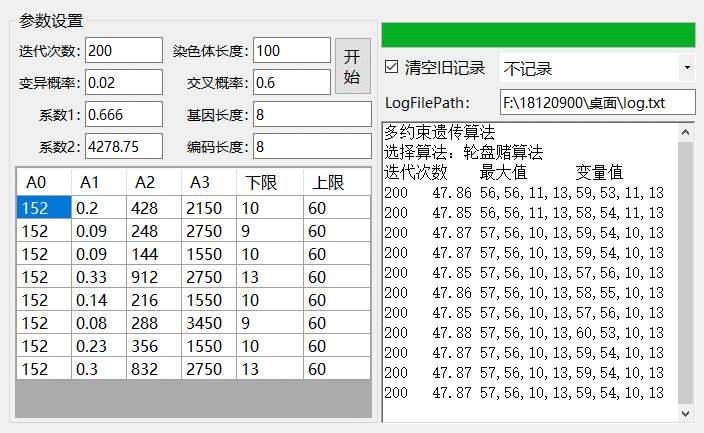 参数设置
迭代次数: 200 染色体长度: 100
变异概率: 0.02 交叉概率: 0.6
开始
系数1: 0.666 基因长度: 8
系数2: 4278.75 编码长度: 8
A0 A1 A2 A3 下限 上限
152 0.2 428 2150 10 60
152 0.09 248 2750 9 60
152 0.09 144 1550 10 60
152 0.33 912 2750 13 60
152 0.14 216 1550 10 60
152 0.08 288 3450 9 60
152 0.23 356 1550 10 60
152 0.3 832 2750 13 60
清空旧记录 不记录
LogFilePath: F:\18120900\桌面\log.txt
多约束遗传算法
选择算法：轮盘赌算法
迭代次数 最大值 变量值
200 47.86 56,56,11,13,59,53,11,13
200 47.85 56,56,11,13,58,54,11,13
200 47.87 57,56,10,13,59,54,10,13
200 47.87 57,56,10,13,59,54,10,13
200 47.85 57,56,10,13,57,56,10,13
200 47.86 57,56,10,13,58,55,10,13
200 47.85 57,56,10,13,57,56,10,13
200 47.88 57,56,10,13,60,53,10,13
200 47.87 57,56,10,13,59,54,10,13
200 47.87 57,56,10,13,59,54,10,13
200 47.87 57,56,10,13,59,54,10,13